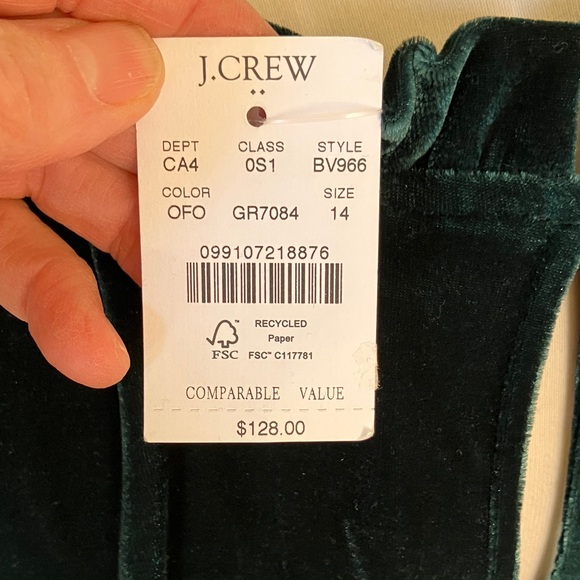 J.CREW
DEPT CLASS STYLE
CA4 0S1 BV966
COLOR SIZE
OFO GR7084 14
099107218876
RECYCLED
Paper
FSC FSC™ C117781
COMPARABLE VALUE
$128.00